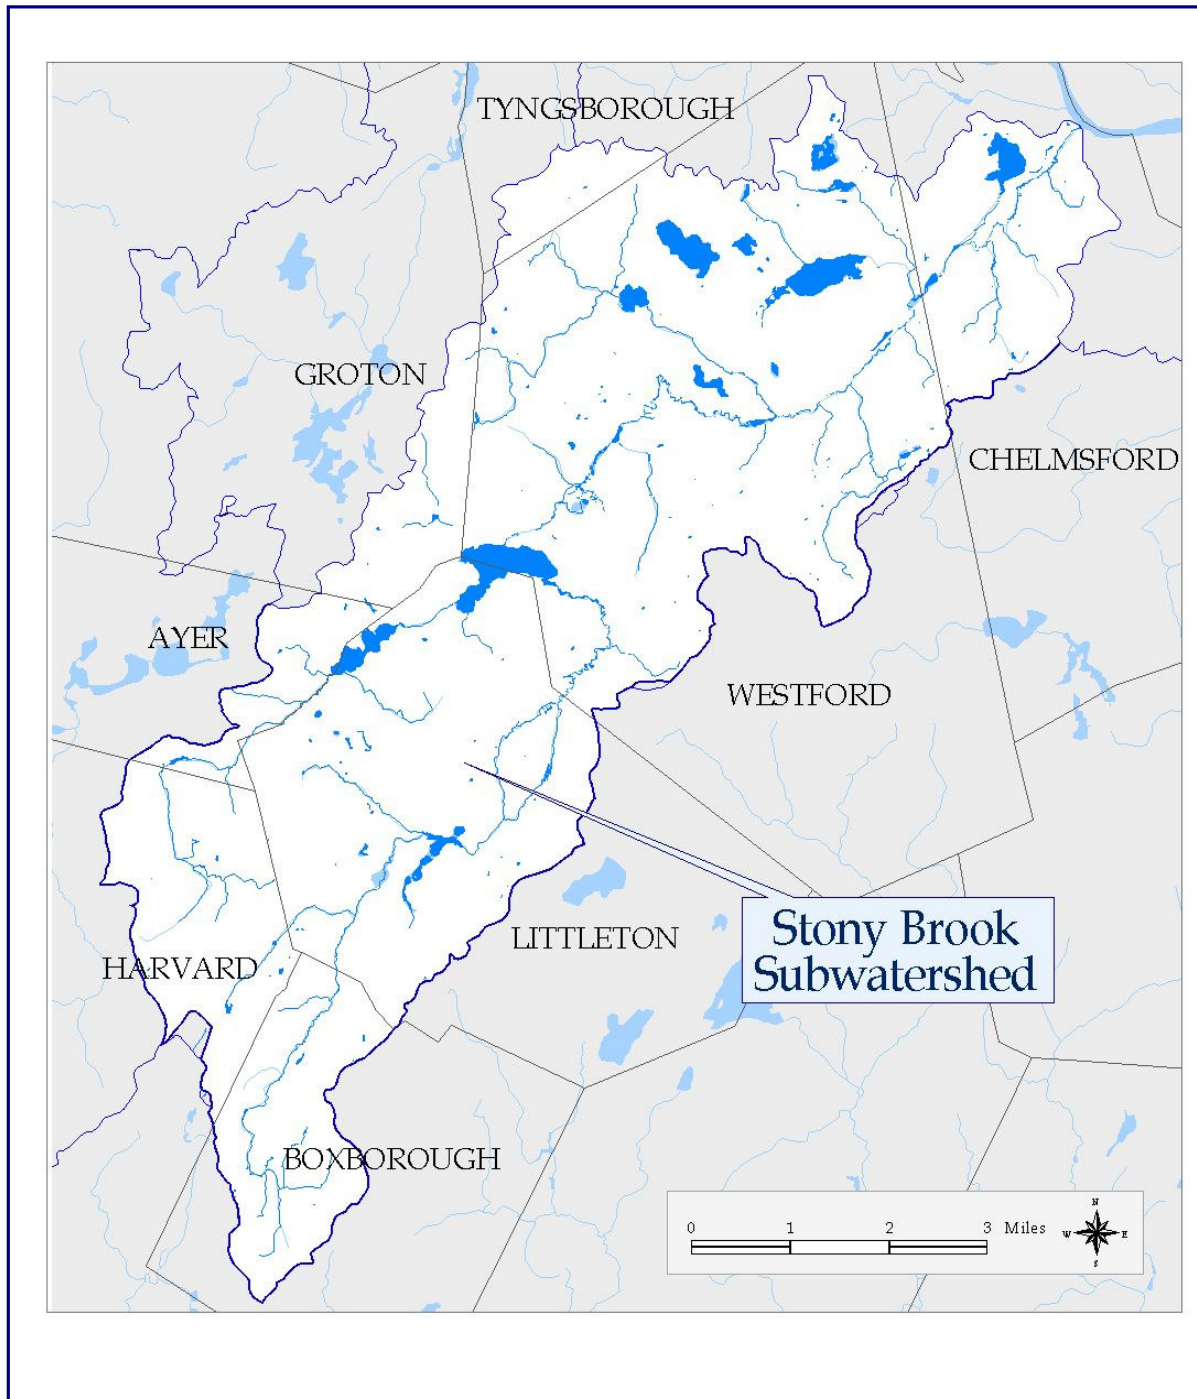 TYNGSBOROUGH
GROTON
CHELMSFORD
AYER
WESTFORD
Stony Brook
Subwatershed
LITTLETON
HARVARD
BOXBOROUGH
0 1 2 3 Miles
N
W E
S